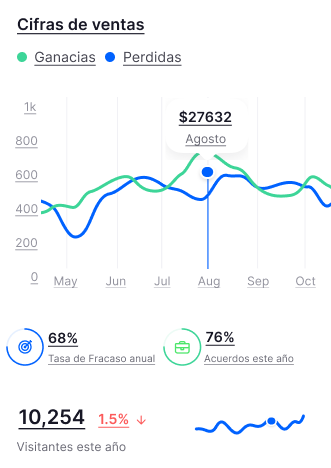 Cifras de ventas
Ganacias Perdidas
$27632
Agosto
1k
800
600
400
200
0
May Jun Jul Aug Sep Oct
68%
Tasa de Fracaso anual
76%
Acuerdos este año
10,254 1.5% ↓
Visitantes este año